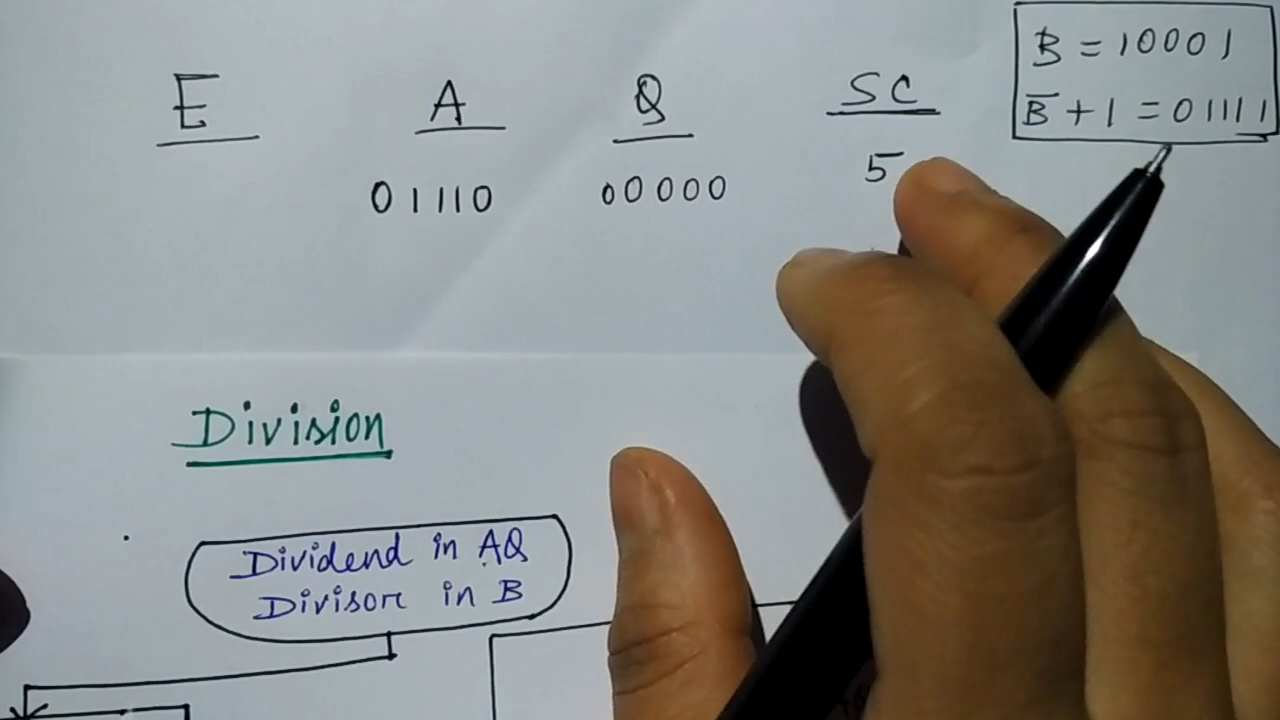 E A Q SC
01110 00000 5
B = 10001
B̅ + 1 = 01111
Division
Dividend in AQ
Divisor in B